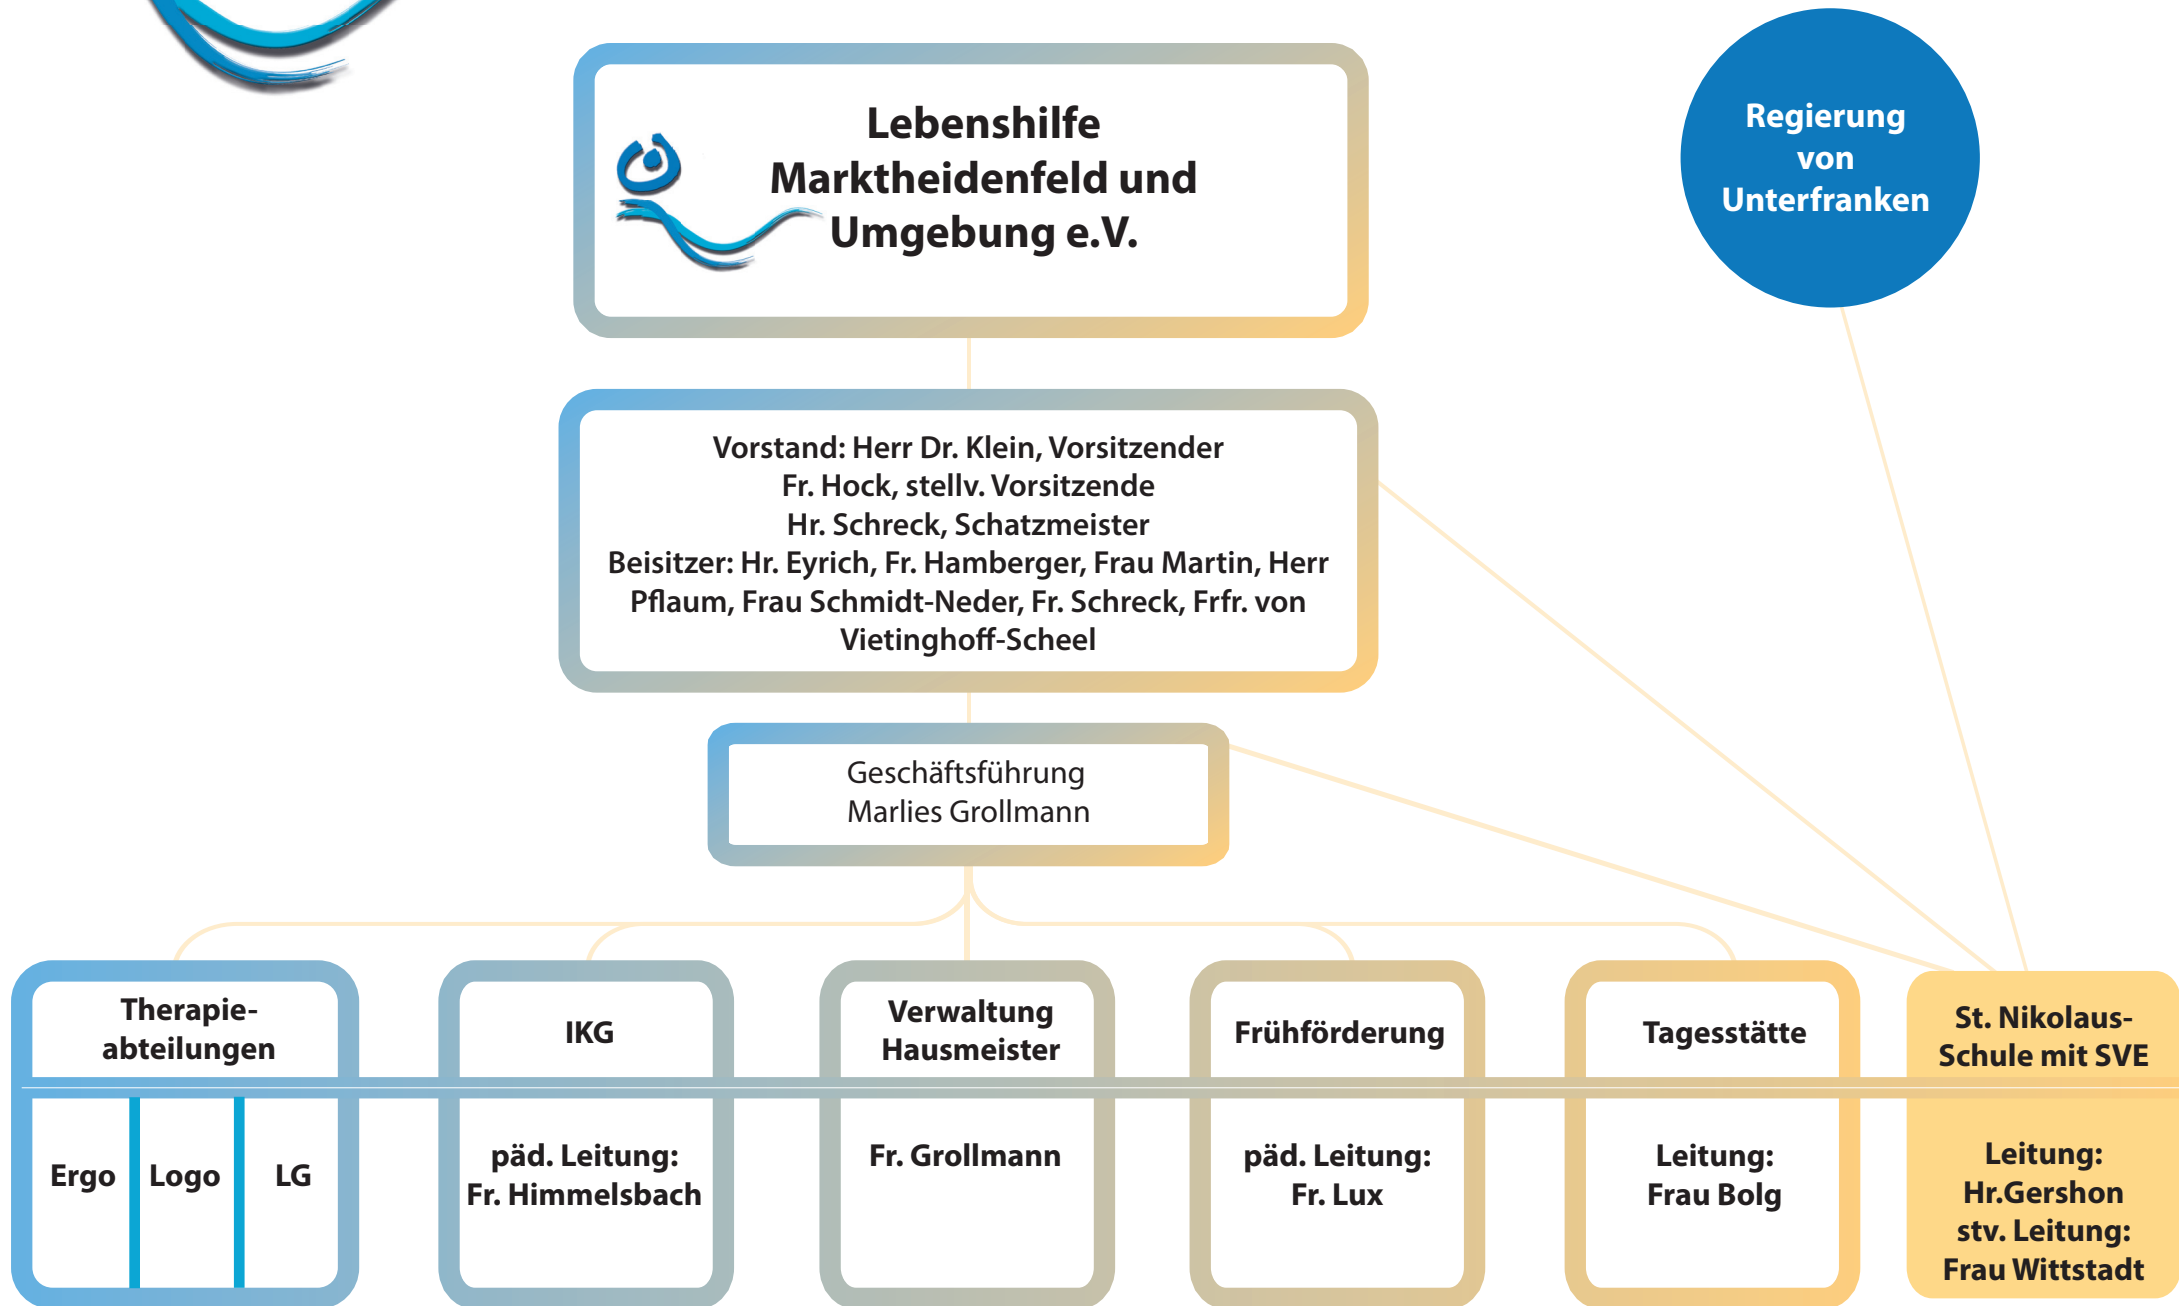 Lebenshilfe
Marktheidenfeld und
Umgebung e.V.
Regierung
von
Unterfranken
Vorstand: Herr Dr. Klein, Vorsitzender
Fr. Hock, stellv. Vorsitzende
Hr. Schreck, Schatzmeister
Beisitzer: Hr. Eyrich, Fr. Hamberger, Frau Martin, Herr
Pflaum, Frau Schmidt-Neder, Fr. Schreck, Frfr. von
Vietinghoff-Scheel
Geschäftsführung
Marlies Grollmann
Therapie-
abteilungen
Ergo
Logo
LG
IKG
päd. Leitung:
Fr. Himmelsbach
Verwaltung
Hausmeister
Fr. Grollmann
Frühförderung
päd. Leitung:
Fr. Lux
Tagesstätte
Leitung:
Frau Bolg
St. Nikolaus-
Schule mit SVE
Leitung:
Hr.Gershon
stv. Leitung:
Frau Wittstadt